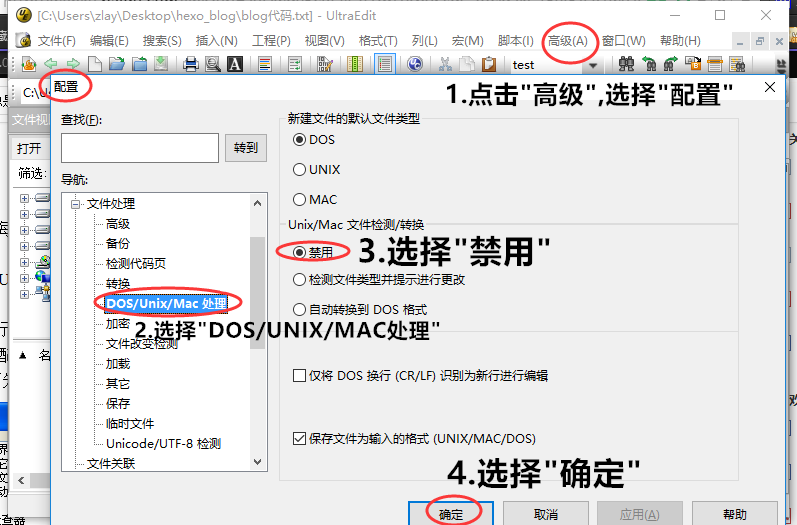 [C:\Users\zlay\Desktop\hexo_blog\blog代码.txt] - UltraEdit
文件(F) 编辑(E) 搜索(S) 插入(N) 工程(P) 视图(V) 格式(T) 列(L) 宏(M) 脚本(I) 高级(A) 窗口(W) 帮助(H)
test
配置
1.点击"高级",选择"配置"
文件视
打开
筛选:
查找(F):
转到
导航:
文件处理
高级
备份
检测代码页
转换
DOS/Unix/Mac 处理
加密
2.选择"DOS/UNIX/MAC处理"
文件改变检测
加载
其它
保存
临时文件
Unicode/UTF-8 检测
文件关联
新建文件的默认文件类型
DOS
UNIX
MAC
Unix/Mac 文件检测/转换
禁用
3.选择"禁用"
检测文件类型并提示进行更改
自动转换到 DOS 格式
仅将 DOS 换行 (CR/LF) 识别为新行进行编辑
保存文件为输入的格式 (UNIX/MAC/DOS)
4.选择"确定"
确定 取消 应用(A) 帮助